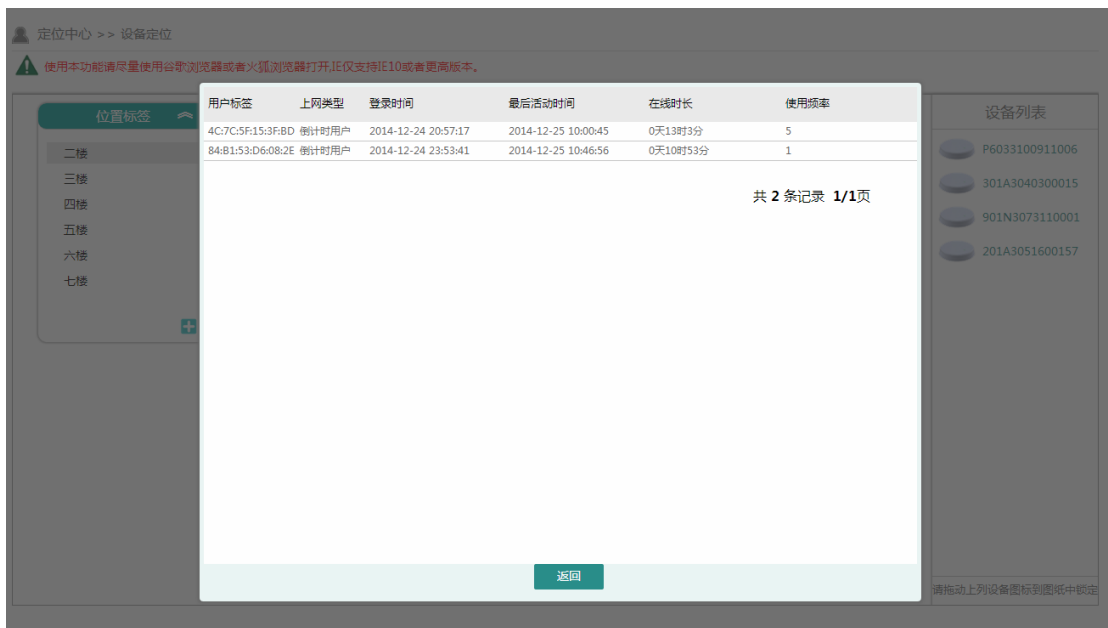 定位中心 >> 设备定位
使用本功能请尽量使用谷歌浏览器或者火狐浏览器打开,IE仅支持IE10或者更高版本。
位置标签
二楼
三楼
四楼
五楼
六楼
七楼
用户标签 上网类型 登录时间 最后活动时间 在线时长 使用频率
4C:7C:5F:15:3F:BD 倒计时用户 2014-12-24 20:57:17 2014-12-25 10:00:45 0天13时3分 5
84:B1:53:D6:08:2E 倒计时用户 2014-12-24 23:53:41 2014-12-25 10:46:56 0天10时53分 1
共 2 条记录 1/1页
返回
设备列表
P6033100911006
301A3040300015
901N3073110001
201A3051600157
请拖动上列设备图标到图纸中锁定